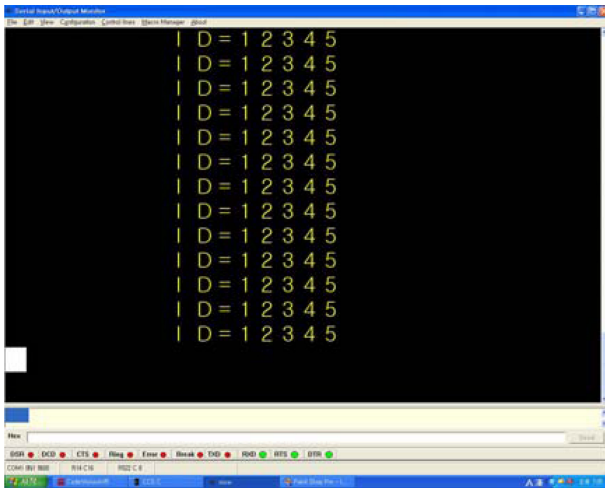 Serial Input/Output Monitor
File Edit View Configuration Control lines Macro Manager About
I D = 1 2 3 4 5
I D = 1 2 3 4 5
I D = 1 2 3 4 5
I D = 1 2 3 4 5
I D = 1 2 3 4 5
I D = 1 2 3 4 5
I D = 1 2 3 4 5
I D = 1 2 3 4 5
I D = 1 2 3 4 5
I D = 1 2 3 4 5
I D = 1 2 3 4 5
I D = 1 2 3 4 5
I D = 1 2 3 4 5
Hex
Send
DSR DCD CTS Ring Error Break TXD RXD RTS DTR
CodeVisionAVR CCS C